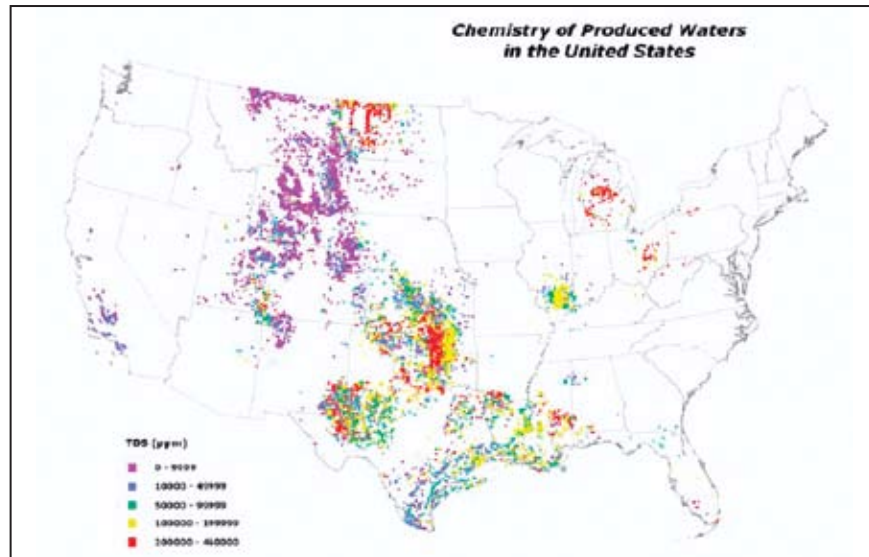 Chemistry of Produced Waters
in the United States
TDS (ppm)
0 - 9999
10000 - 49999
50000 - 99999
100000 - 199999
200000 - 460000